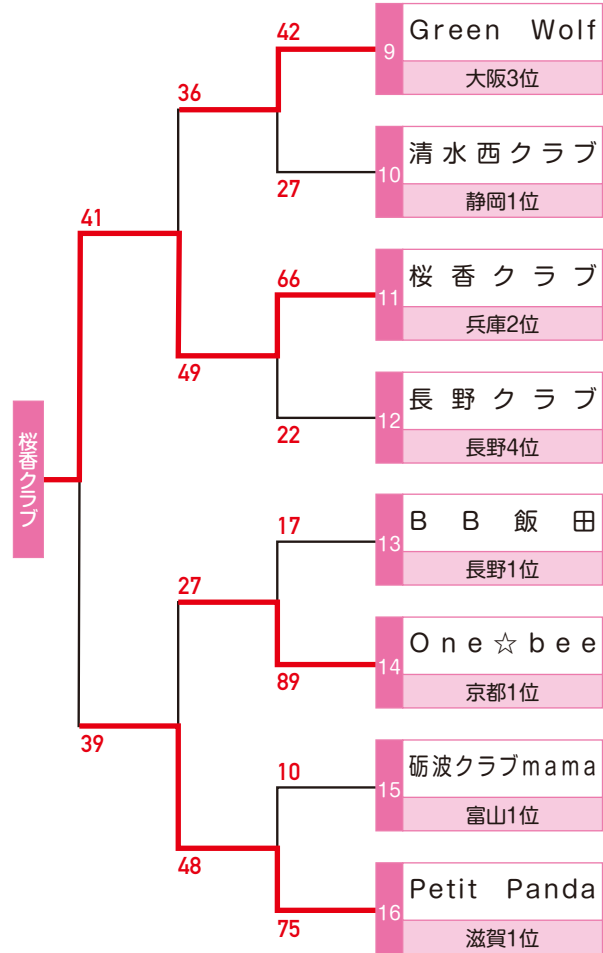 42
9
Green Wolf
大阪3位
36
10
清水西クラブ
27
静岡1位
41
66
11
桜香クラブ
兵庫2位
49
12
長野クラブ
22
長野4位
桜香クラブ
17
13
BB飯田
長野1位
27
14
One☆bee
89
京都1位
39
10
15
砺波クラブmama
富山1位
48
16
Petit Panda
75
滋賀1位